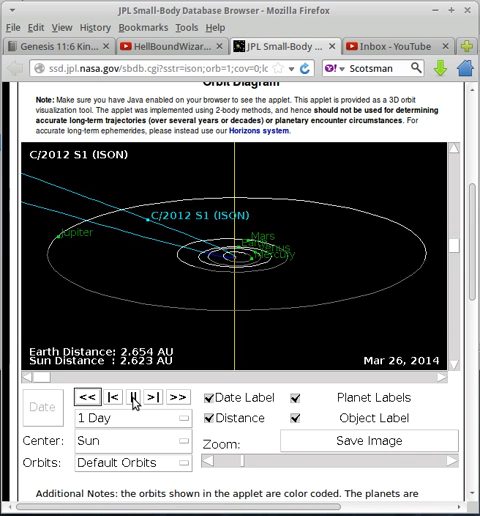 JPL Small-Body Database Browser - Mozilla Firefox
File Edit View History Bookmarks Tools Help
Genesis 11:6 Kin... HellBoundWizar... JPL Small-Body ... Inbox - YouTube
ssd.jpl.nasa.gov/sbdb.cgi?sstr=ison;orb=1;cov=0;lc Scotsman
Orbit Diagram
Note: Make sure you have Java enabled on your browser to see the applet. This applet is provided as a 3D orbit
visualization tool. The applet was implemented using 2-body methods, and hence should not be used for determining
accurate long-term trajectories (over several years or decades) or planetary encounter circumstances. For
accurate long-term ephemerides, please instead use our Horizons system.
C/2012 S1 (ISON)
C/2012 S1 (ISON)
Jupiter
Mars
Mercury
Earth Distance: 2.654 AU
Sun Distance : 2.623 AU
Mar 26, 2014
Date << |< || >| >> Date Label Planet Labels
1 Day Distance Object Label
Center: Sun Zoom: Save Image
Orbits: Default Orbits
Additional Notes: the orbits shown in the applet are color coded. The planets are